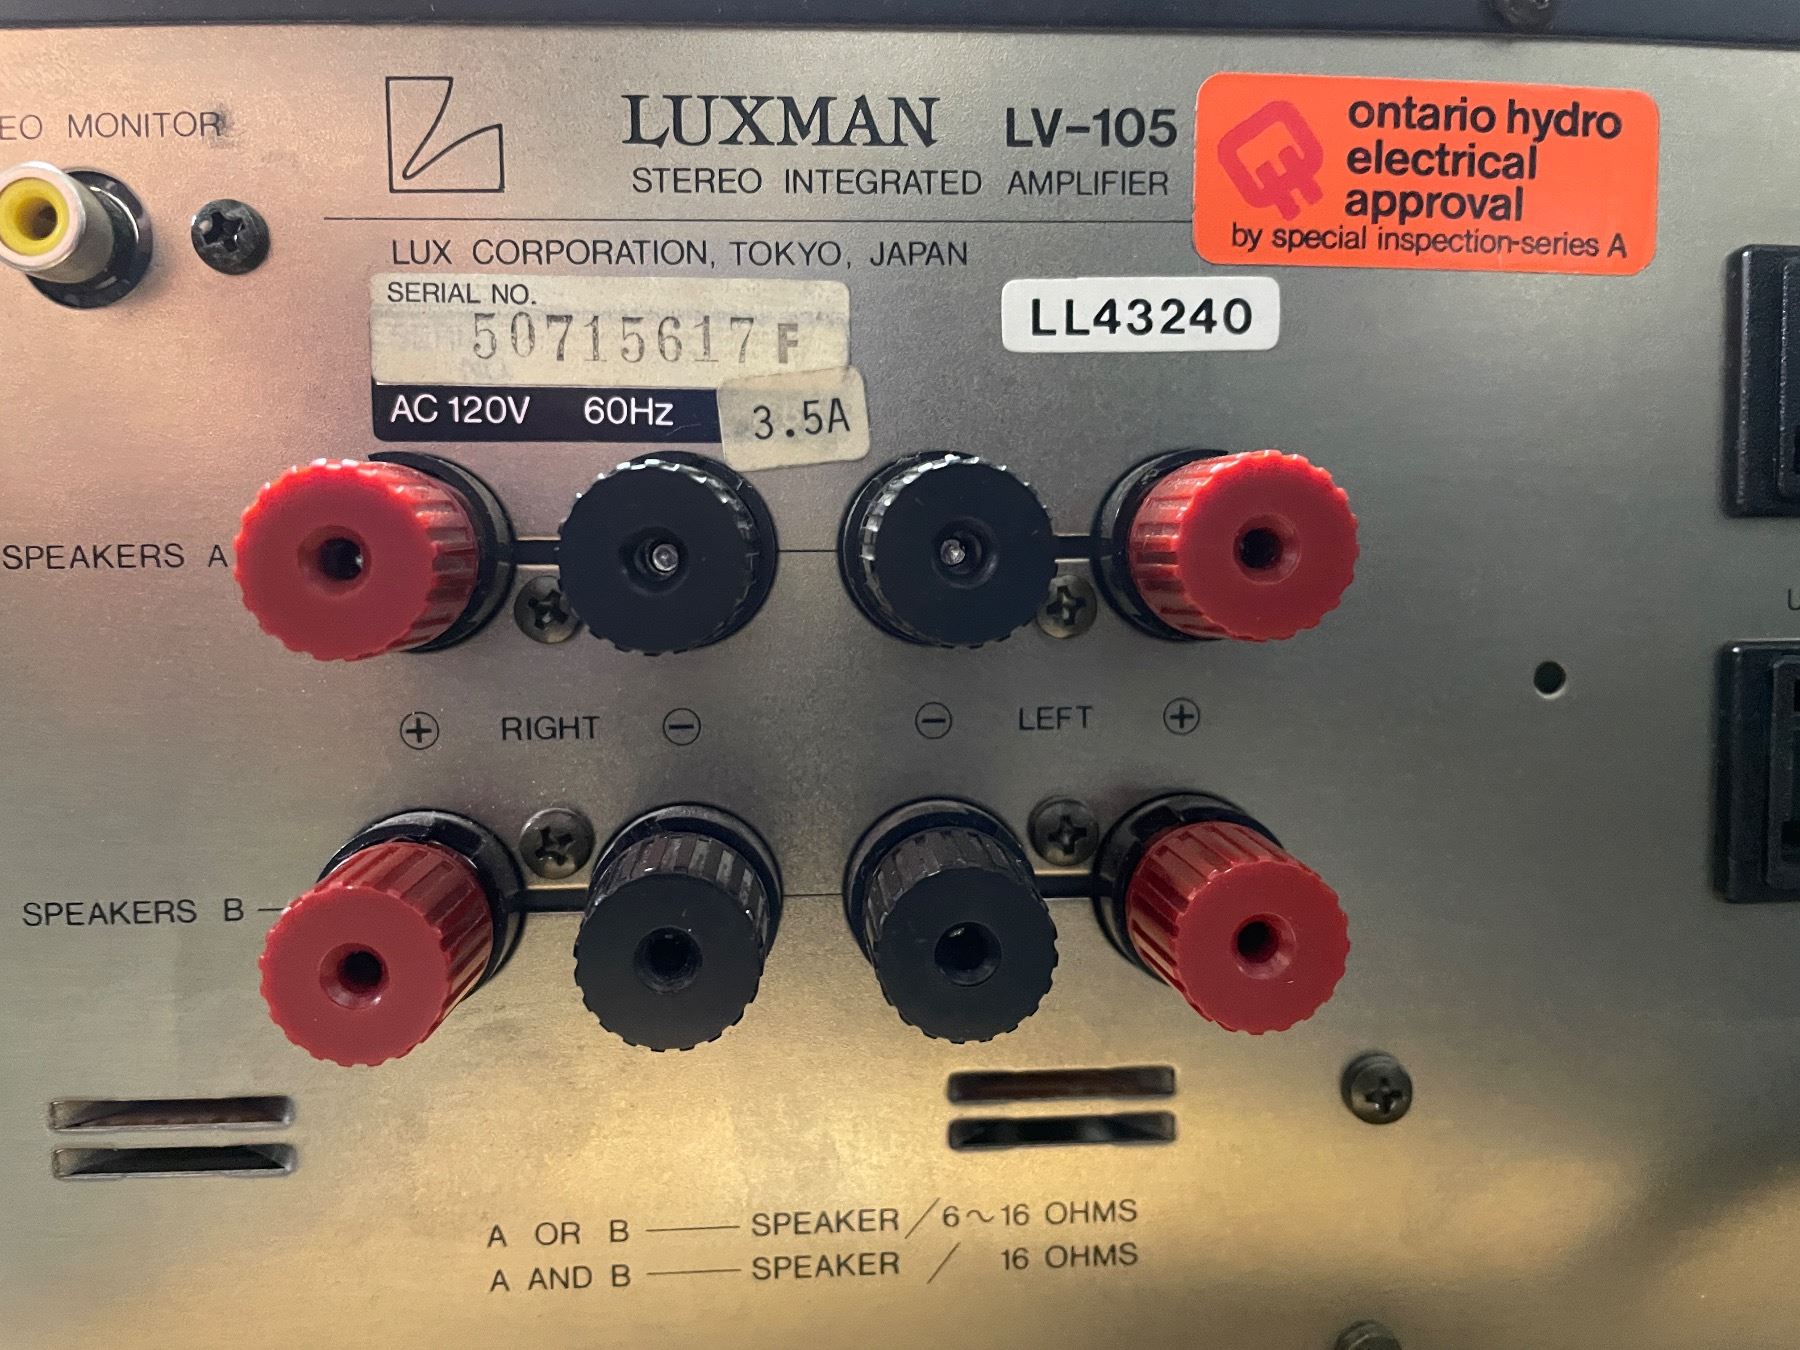 EO MONITOR
LUXMAN LV-105
STEREO INTEGRATED AMPLIFIER
ontario hydro
electrical
approval
by special inspection-series A
LUX CORPORATION, TOKYO, JAPAN
SERIAL NO.
50715617 F
LL43240
AC 120V 60Hz
3.5A
SPEAKERS A
U
⊕ RIGHT ⊖ ⊖ LEFT ⊕
SPEAKERS B
A OR B —— SPEAKER / 6~16 OHMS
A AND B —— SPEAKER / 16 OHMS